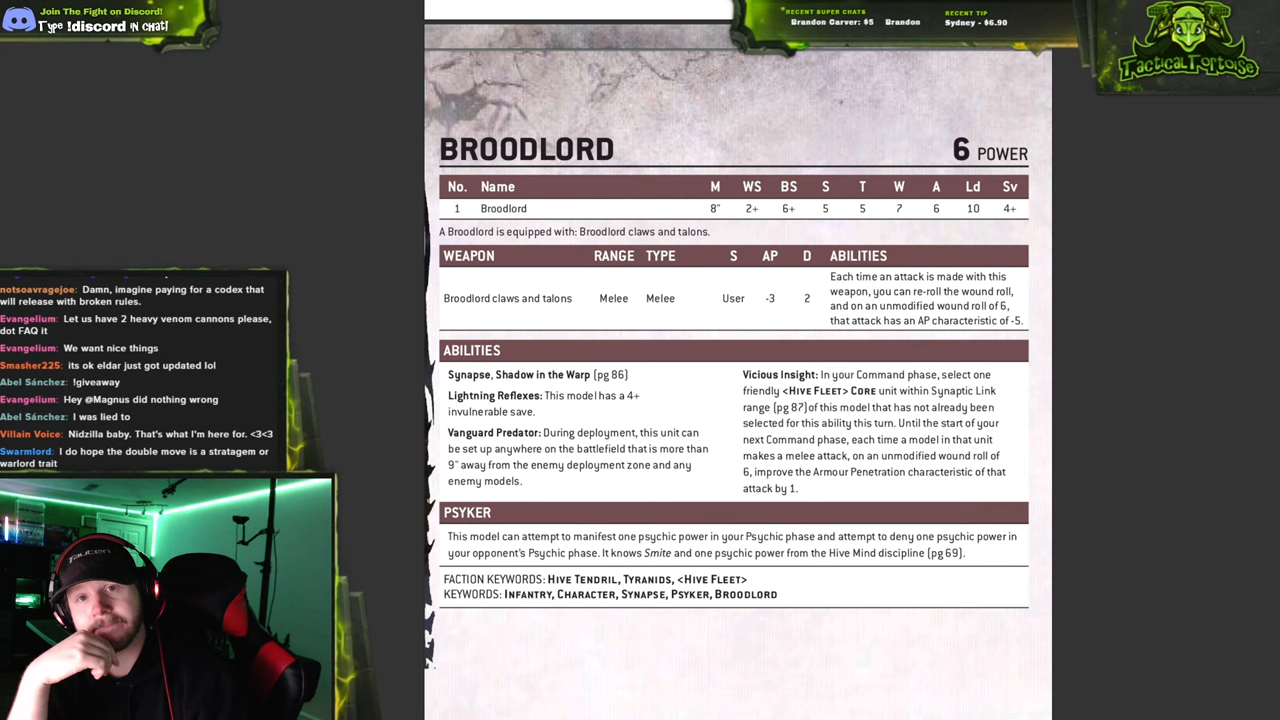 Join The Fight on Discord!
Type !discord in chat!
RECENT SUPER CHATS
Brandon Carver: $5 Brandon
RECENT TIP
Sydney - $6.90
TacticalTortoise
BROODLORD
6 POWER
No. Name M WS BS S T W A Ld Sv
1 Broodlord 8" 2+ 6+ 5 5 7 6 10 4+
A Broodlord is equipped with: Broodlord claws and talons.
WEAPON RANGE TYPE S AP D ABILITIES
Broodlord claws and talons Melee Melee User -3 2
Each time an attack is made with this
weapon, you can re-roll the wound roll,
and on an unmodified wound roll of 6,
that attack has an AP characteristic of -5.
ABILITIES
Synapse, Shadow in the Warp (pg 86)
Lightning Reflexes: This model has a 4+
invulnerable save.
Vanguard Predator: During deployment, this unit can
be set up anywhere on the battlefield that is more than
9" away from the enemy deployment zone and any
enemy models.
Vicious Insight: In your Command phase, select one
friendly <HIVE FLEET> CORE unit within Synaptic Link
range (pg 87)of this model that has not already been
selected for this ability this turn. Until the start of your
next Command phase, each time a model in that unit
makes a melee attack, on an unmodified wound roll of
6, improve the Armour Penetration characteristic of that
attack by 1.
PSYKER
This model can attempt to manifest one psychic power in your Psychic phase and attempt to deny one psychic power in
your opponent's Psychic phase. It knows Smite and one psychic power from the Hive Mind discipline (pg 69).
FACTION KEYWORDS: HIVE TENDRIL, TYRANIDS, <HIVE FLEET>
KEYWORDS: INFANTRY, CHARACTER, SYNAPSE, PSYKER, BROODLORD
notsoavragejoe: Damn, imagine paying for a codex that
will release with broken rules.
Evangelium: Let us have 2 heavy venom cannons please,
dot FAQ it
Evangelium: We want nice things
Smasher225: its ok eldar just got updated lol
Abel Sánchez: !giveaway
Evangelium: Hey @Magnus did nothing wrong
Abel Sánchez: I was lied to
Villain Voice: Nidzilla baby. That's what I'm here for. <3<3
Swarmlord: I do hope the double move is a stratagem or
warlord trait